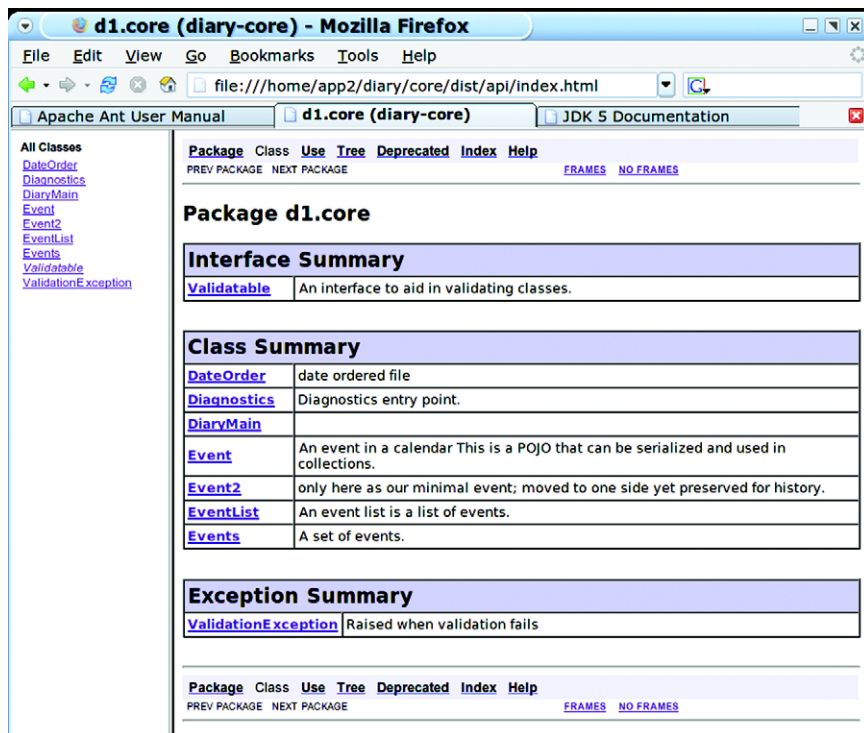 d1.core (diary-core) - Mozilla Firefox
File Edit View Go Bookmarks Tools Help
file:///home/app2/diary/core/dist/api/index.html G
Apache Ant User Manual d1.core (diary-core) JDK 5 Documentation
All Classes
DateOrder
Diagnostics
DiaryMain
Event
Event2
EventList
Events
Validatable
ValidationException
Package Class Use Tree Deprecated Index Help
PREV PACKAGE NEXT PACKAGE FRAMES NO FRAMES
Package d1.core
Interface Summary
Validatable An interface to aid in validating classes.
Class Summary
DateOrder date ordered file
Diagnostics Diagnostics entry point.
DiaryMain
Event An event in a calendar This is a POJO that can be serialized and used in
collections.
Event2 only here as our minimal event; moved to one side yet preserved for history.
EventList An event list is a list of events.
Events A set of events.
Exception Summary
ValidationException Raised when validation fails
Package Class Use Tree Deprecated Index Help
PREV PACKAGE NEXT PACKAGE FRAMES NO FRAMES